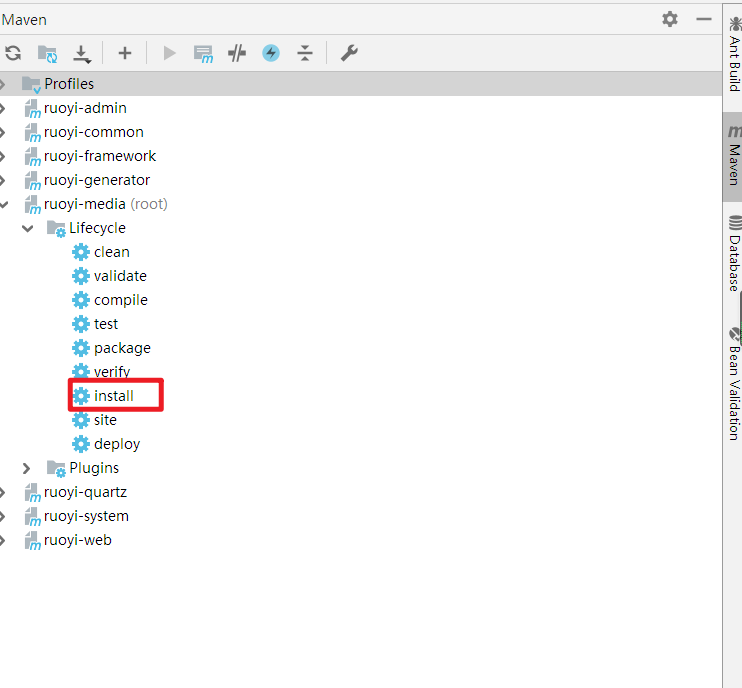 Maven
Profiles
ruoyi-admin
ruoyi-common
ruoyi-framework
ruoyi-generator
ruoyi-media (root)
Lifecycle
clean
validate
compile
test
package
verify
install
site
deploy
Plugins
ruoyi-quartz
ruoyi-system
ruoyi-web
Ant Build
Maven
Database
Bean Validation